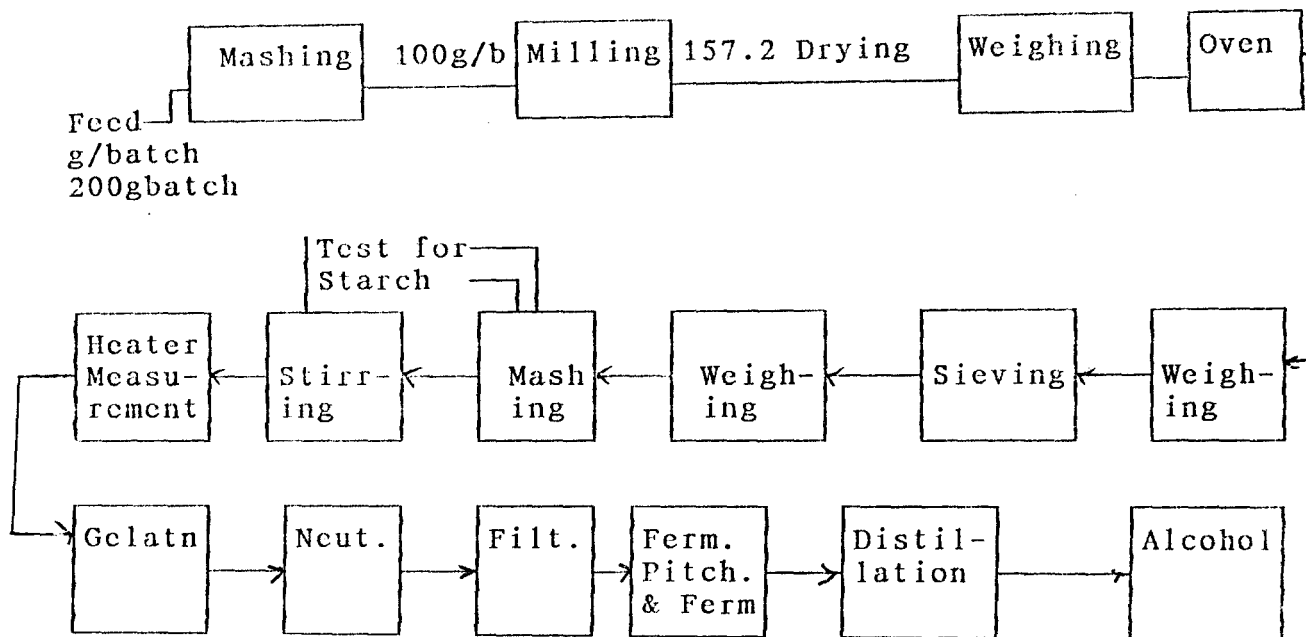 Mashing 100g/b Milling 157.2 Drying Weighing Oven
Feed
g/batch
200gbatch
Test for
Starch
Heater
Measu-
rement
Stirr-
ing
Mash
ing
Weigh-
ing
Sieving
Weigh-
ing
Gelatn
Neut.
Filt.
Ferm.
Pitch.
& Ferm
Distil-
lation
Alcohol